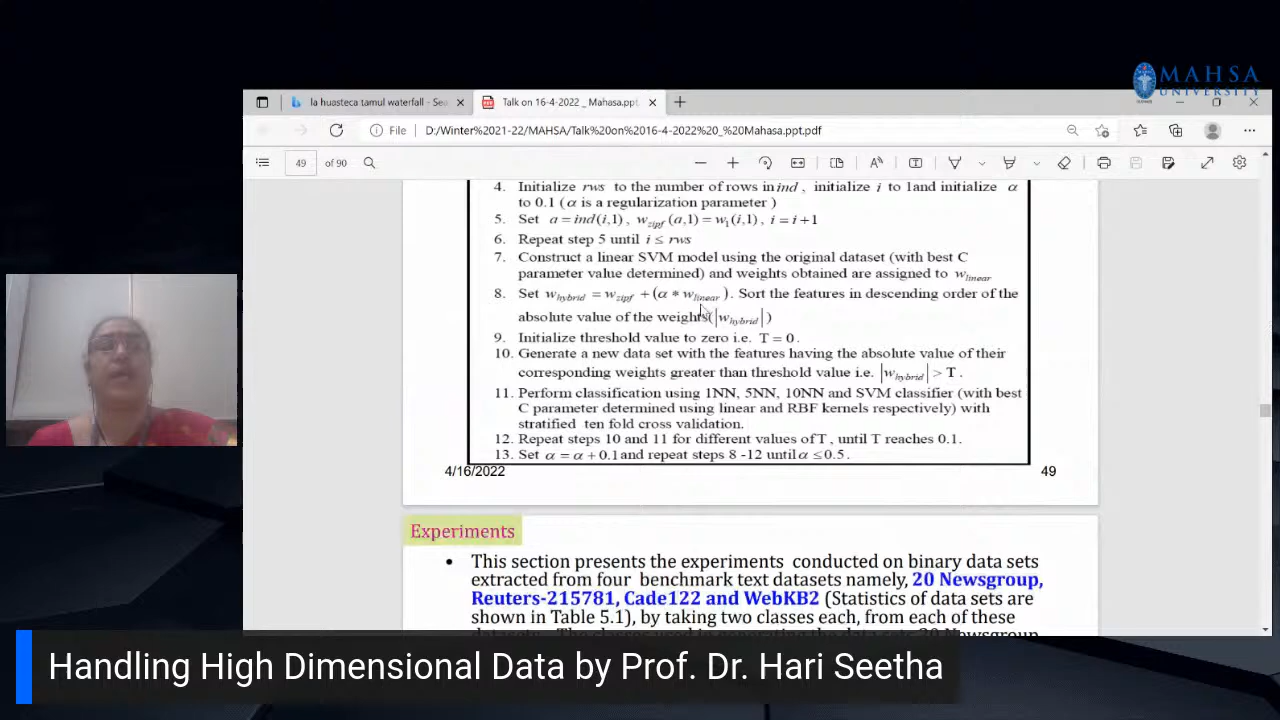 MAHSA
UNIVERSITY
la huasteca tamul waterfall - Sea
Talk on 16-4-2022 _ Mahasa.ppt.
File
D:/Winter%2021-22/MAHSA/Talk%20on%2016-4-2022%20_%20Mahasa.ppt.pdf
49 of 90
4. Initialize rws to the number of rows in ind , initialize i to 1and initialize α
to 0.1 ( α is a regularization parameter )
5. Set a = ind(i,1) , w_zipf (a,1) = w_1(i,1) , i = i+1
6. Repeat step 5 until i ≤ rws
7. Construct a linear SVM model using the original dataset (with best C
parameter value determined) and weights obtained are assigned to w_linear
8. Set w_hybrid = w_zipf + (α * w_linear ). Sort the features in descending order of the
absolute value of the weights(|w_hybrid|)
9. Initialize threshold value to zero i.e. T = 0 .
10. Generate a new data set with the features having the absolute value of their
corresponding weights greater than threshold value i.e. |w_hybrid| > T .
11. Perform classification using 1NN, 5NN, 10NN and SVM classifier (with best
C parameter determined using linear and RBF kernels respectively) with
stratified ten fold cross validation.
12. Repeat steps 10 and 11 for different values of T , until T reaches 0.1.
13. Set α = α + 0.1 and repeat steps 8 -12 until α ≤ 0.5 .
4/16/2022
49
Experiments
• This section presents the experiments conducted on binary data sets
extracted from four benchmark text datasets namely, 20 Newsgroup,
Reuters-215781, Cade122 and WebKB2 (Statistics of data sets are
shown in Table 5.1), by taking two classes each, from each of these
Handling High Dimensional Data by Prof. Dr. Hari Seetha